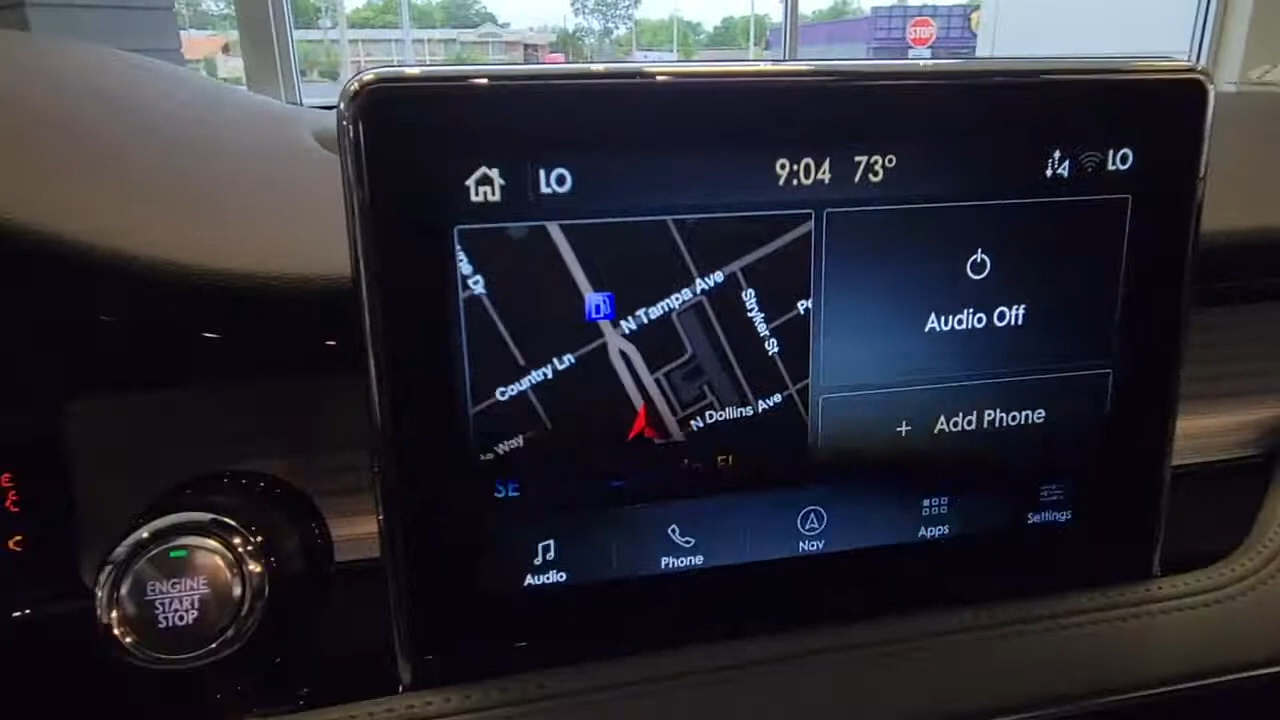 STOP
LO
9:04 73°
LO
N Tampa Ave
Stryker St
Country Ln
N Dollins Ave
Way
SE
Audio Off
+ Add Phone
Audio
Phone
Nav
Apps
Settings
ENGINE
START
STOP